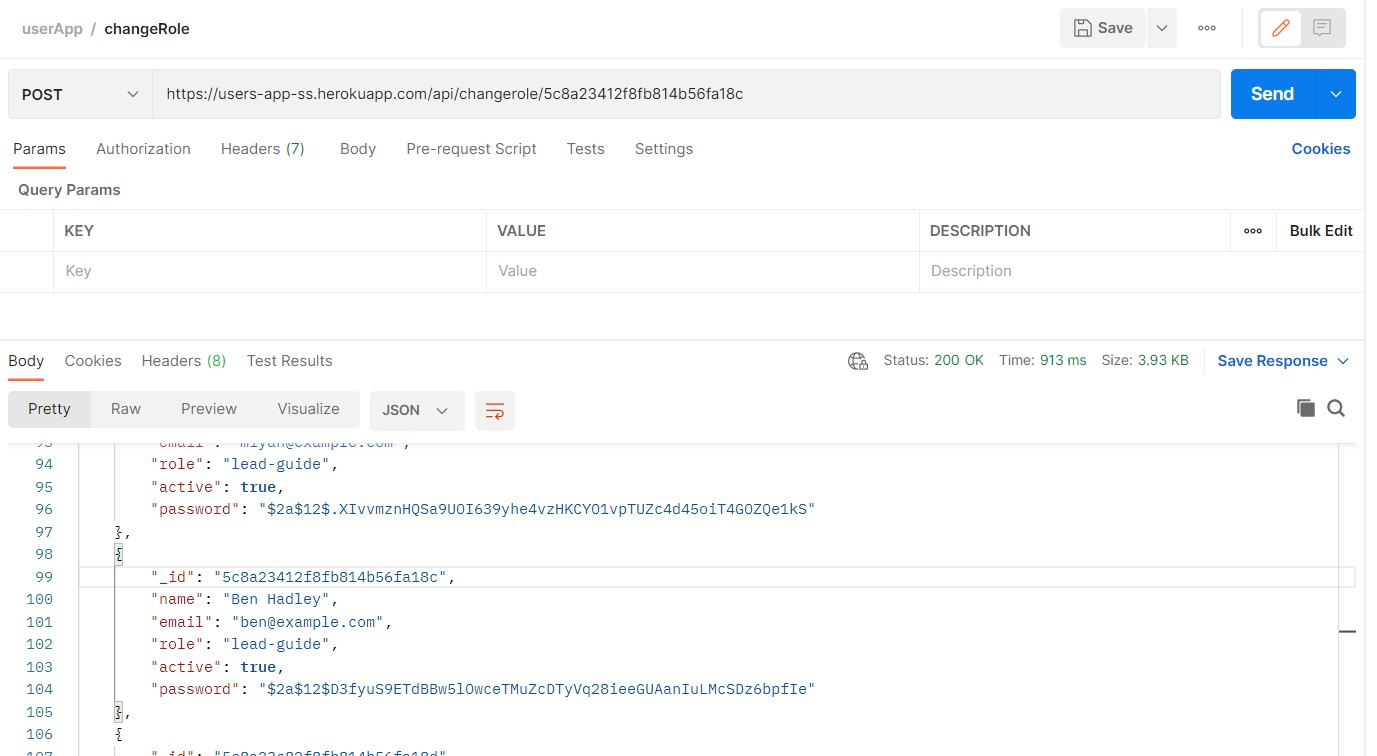 userApp / changeRole
Save
POST https://users-app-ss.herokuapp.com/api/changerole/5c8a23412f8fb814b56fa18c Send
Params Authorization Headers (7) Body Pre-request Script Tests Settings Cookies
Query Params
KEY VALUE DESCRIPTION Bulk Edit
Key Value Description
Body Cookies Headers (8) Test Results Status: 200 OK Time: 913 ms Size: 3.93 KB Save Response
Pretty Raw Preview Visualize JSON
93 "email": "miyah@example.com",
94 "role": "lead-guide",
95 "active": true,
96 "password": "$2a$12$.XIvvmznHQSa9UOI639yhe4vzHKCYO1vpTUZc4d45oiT4GOZQe1kS"
97 },
98 {
99 "_id": "5c8a23412f8fb814b56fa18c",
100 "name": "Ben Hadley",
101 "email": "ben@example.com",
102 "role": "lead-guide",
103 "active": true,
104 "password": "$2a$12$D3fyuS9ETdBBw5lOwceTMuZcDTyVq28ieeGUAanIuLMcSDz6bpfIe"
105 },
106 {
107 "_id":